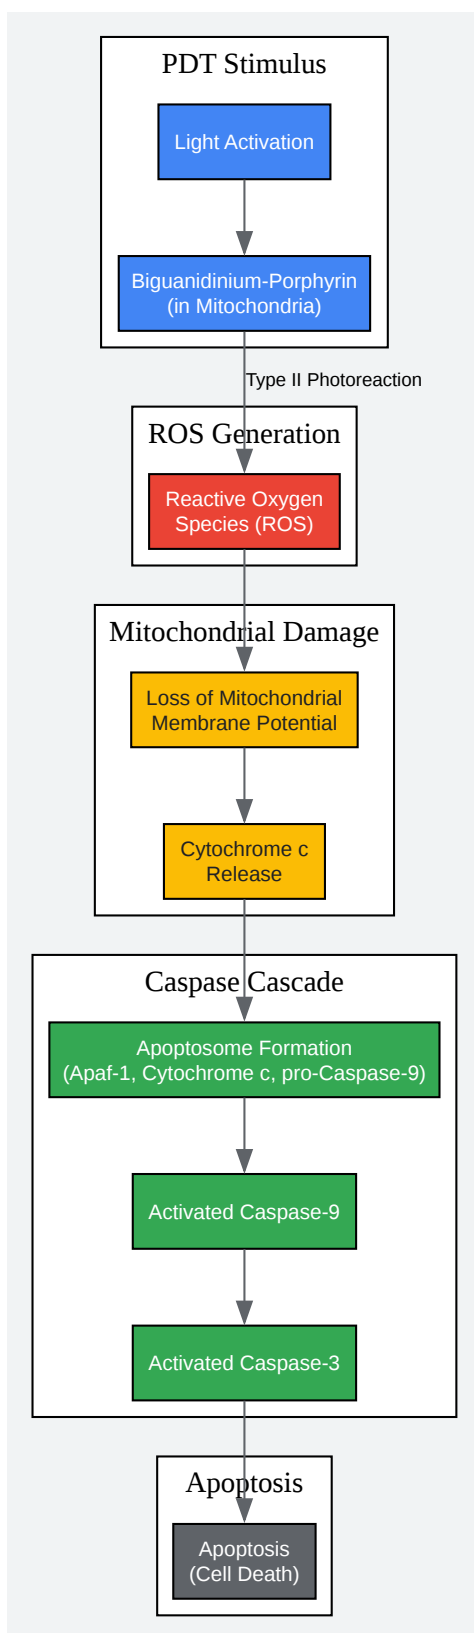 PDT Stimulus
Light Activation
Biguanidinium-Porphyrin
(in Mitochondria)
Type II Photoreaction
ROS Generation
Reactive Oxygen
Species (ROS)
Mitochondrial Damage
Loss of Mitochondrial
Membrane Potential
Cytochrome c
Release
Caspase Cascade
Apoptosome Formation
(Apaf-1, Cytochrome c, pro-Caspase-9)
Activated Caspase-9
Activated Caspase-3
Apoptosis
Apoptosis
(Cell Death)